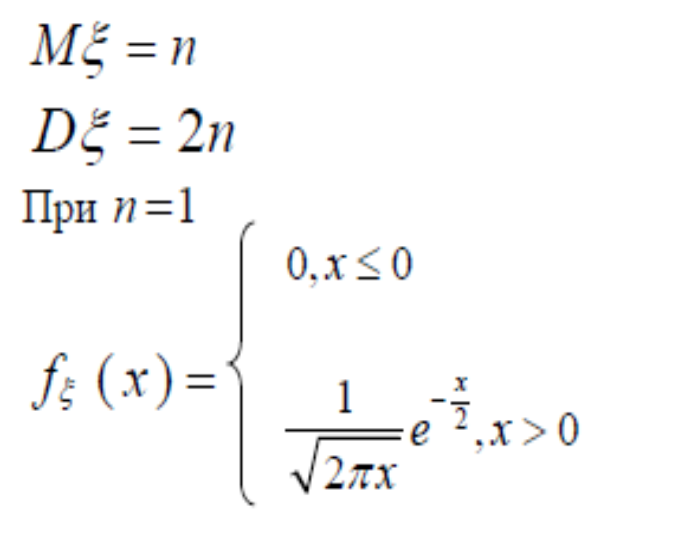 Mξ = n
Dξ = 2n
При n=1
f_ξ (x) = { 0, x ≤ 0
1/√(2πx) e^(-x/2), x > 0